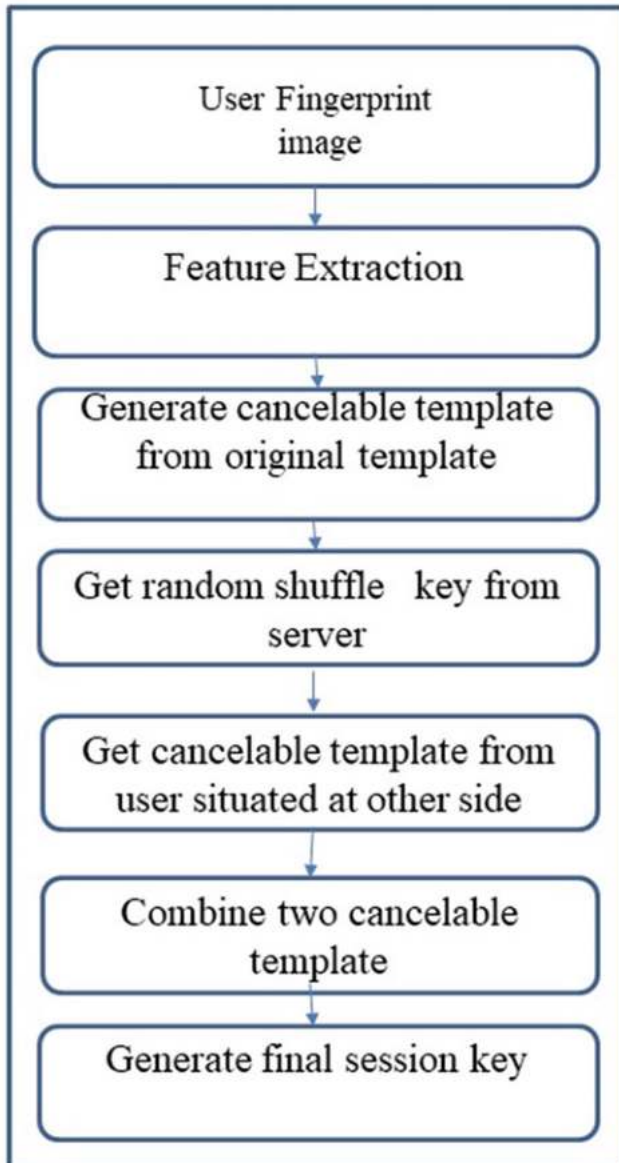 User Fingerprint
image
Feature Extraction
Generate cancelable template
from original template
Get random shuffle key from
server
Get cancelable template from
user situated at other side
Combine two cancelable
template
Generate final session key